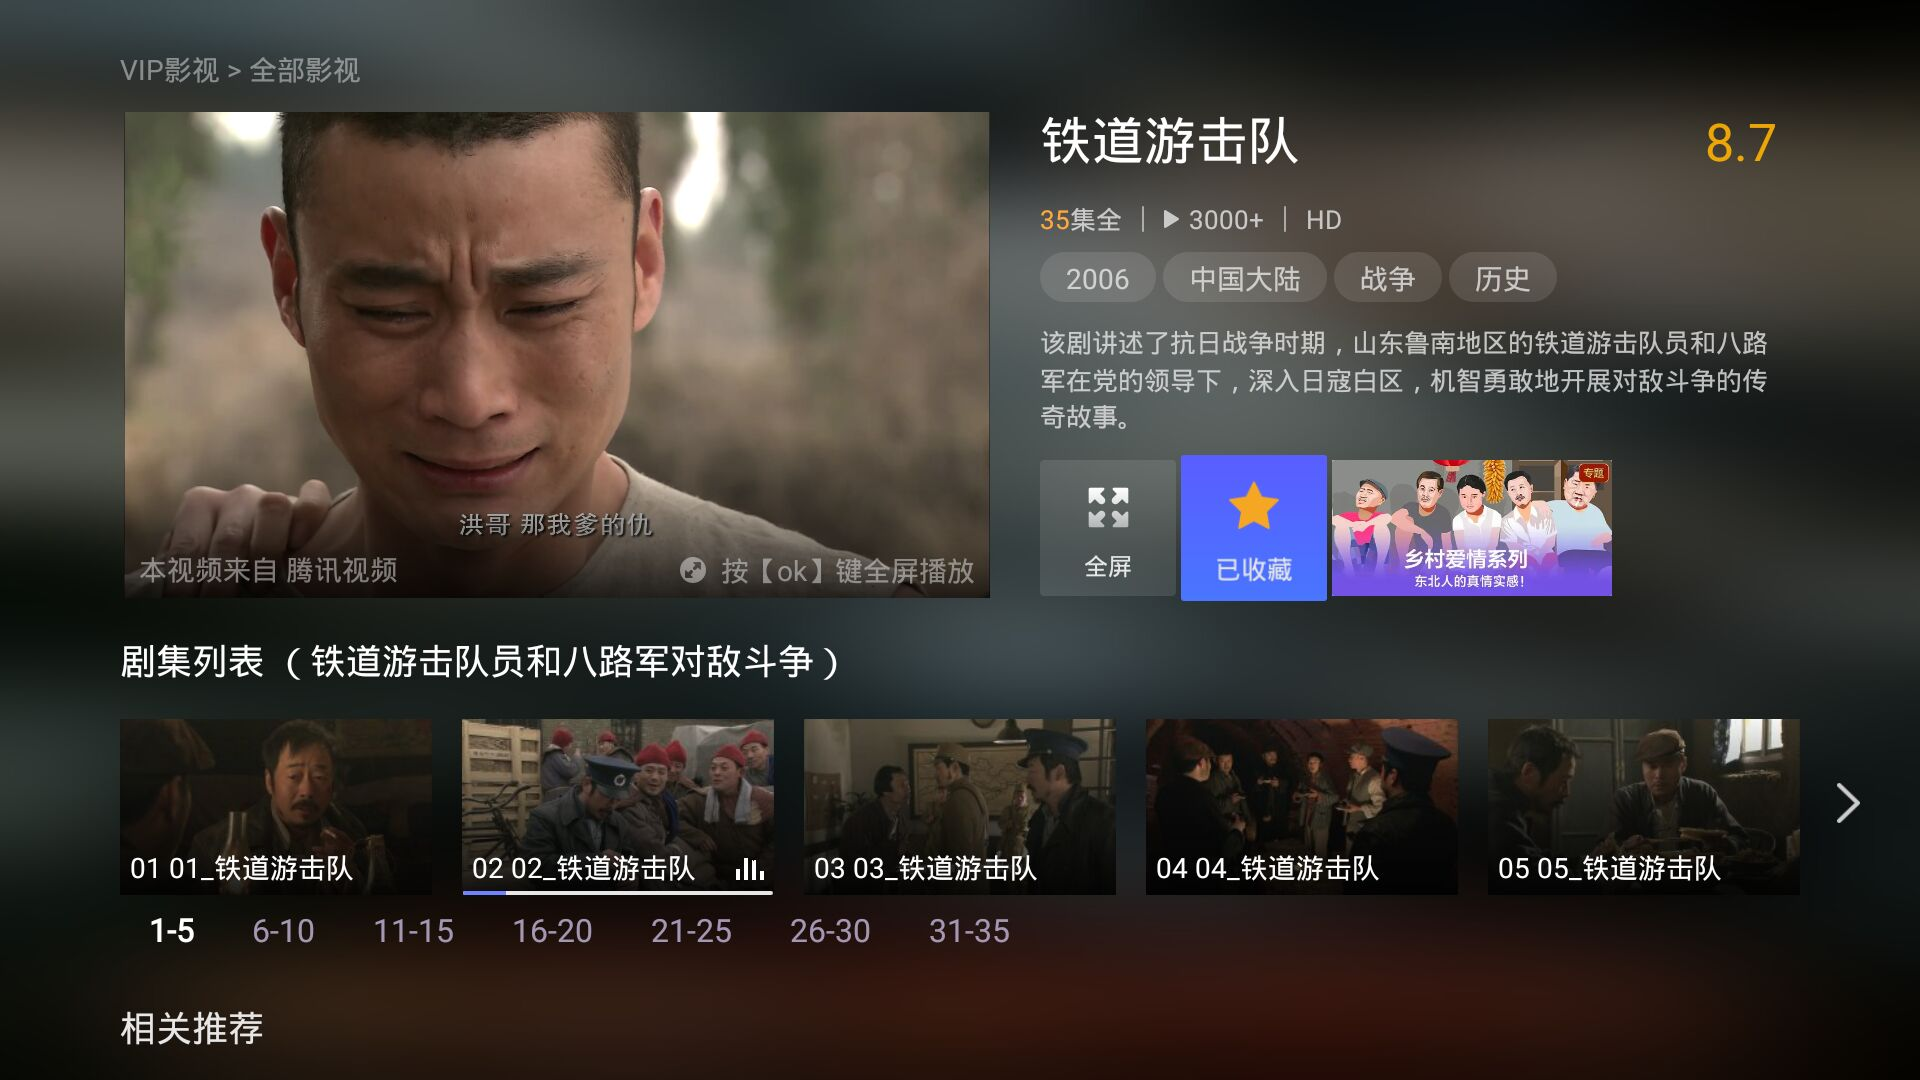 VIP影视 > 全部影视
铁道游击队
8.7
35集全 | 3000+ | HD
2006 中国大陆 战争 历史
该剧讲述了抗日战争时期，山东鲁南地区的铁道游击队员和八路
军在党的领导下，深入日寇白区，机智勇敢地开展对敌斗争的传
奇故事。
洪哥 那我爹的仇
本视频来自 腾讯视频
按【ok】键全屏播放
全屏
已收藏
专题
乡村爱情系列
东北人的真情实感!
剧集列表 （铁道游击队员和八路军对敌斗争）
01 01_铁道游击队
02 02_铁道游击队
03 03_铁道游击队
04 04_铁道游击队
05 05_铁道游击队
1-5 6-10 11-15 16-20 21-25 26-30 31-35
相关推荐